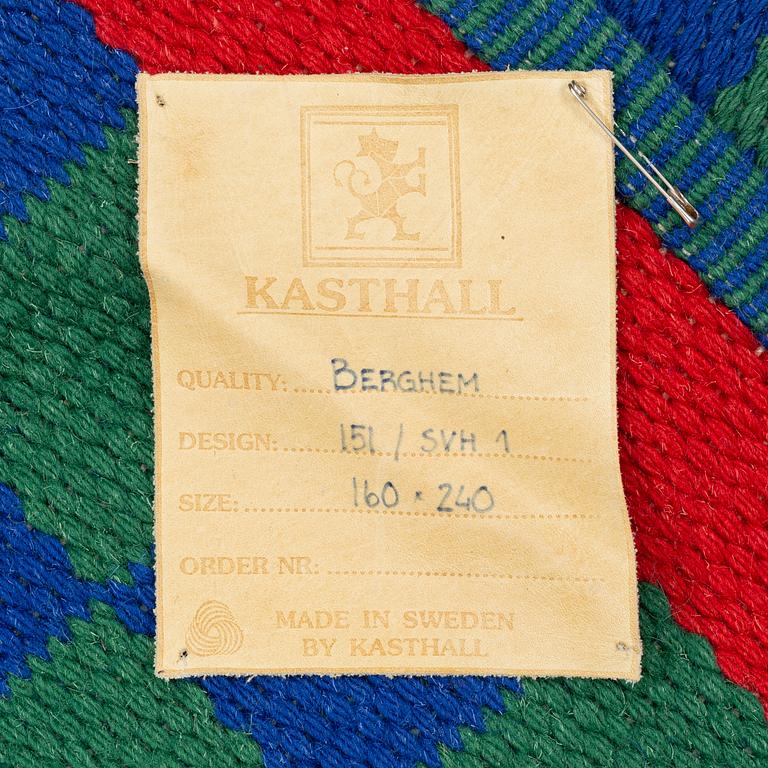 KASTHALL
QUALITY: BERGHEM
DESIGN: 151 / SVH 1
SIZE: 160 × 240
ORDER NR:
MADE IN SWEDEN
BY KASTHALL